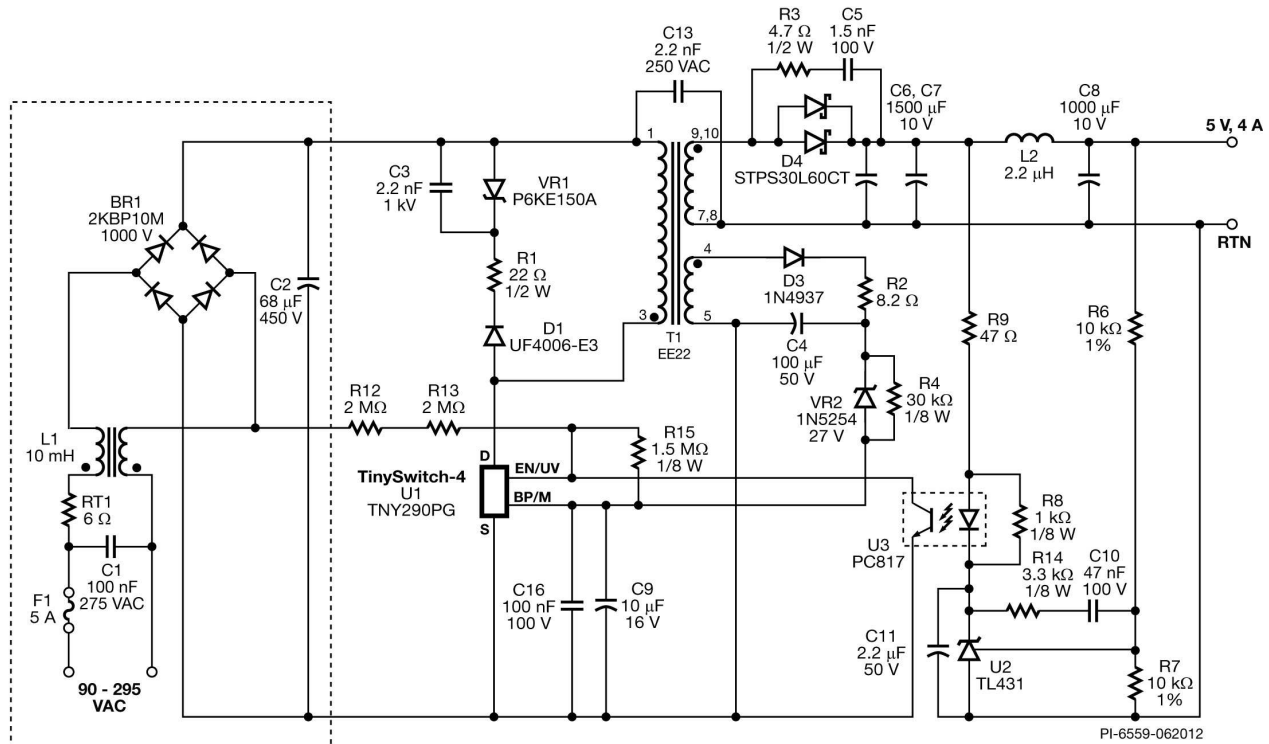 R3
4.7 Ω
1/2 W
C5
1.5 nF
100 V
C13
2.2 nF
250 VAC
C6, C7
1500 µF
10 V
C8
1000 µF
10 V
5 V, 4 A
1
9,10
D4
STPS30L60CT
L2
2.2 µH
C3
2.2 nF
1 kV
VR1
P6KE150A
BR1
2KBP10M
1000 V
7,8
RTN
C2
68 µF
450 V
R1
22 Ω
1/2 W
4
D3
1N4937
R2
8.2 Ω
3
5
T1
EE22
D1
UF4006-E3
C4
100 µF
50 V
R9
47 Ω
R6
10 kΩ
1%
R12
2 MΩ
R13
2 MΩ
VR2
1N5254
27 V
R4
30 kΩ
1/8 W
L1
10 mH
R15
1.5 MΩ
1/8 W
D
TinySwitch-4
U1
TNY290PG
EN/UV
BP/M
S
RT1
6 Ω
C1
100 nF
275 VAC
F1
5 A
90 - 295
VAC
U3
PC817
R8
1 kΩ
1/8 W
R14
3.3 kΩ
1/8 W
C10
47 nF
100 V
C16
100 nF
100 V
C9
10 µF
16 V
C11
2.2 µF
50 V
U2
TL431
R7
10 kΩ
1%
PI-6559-062012